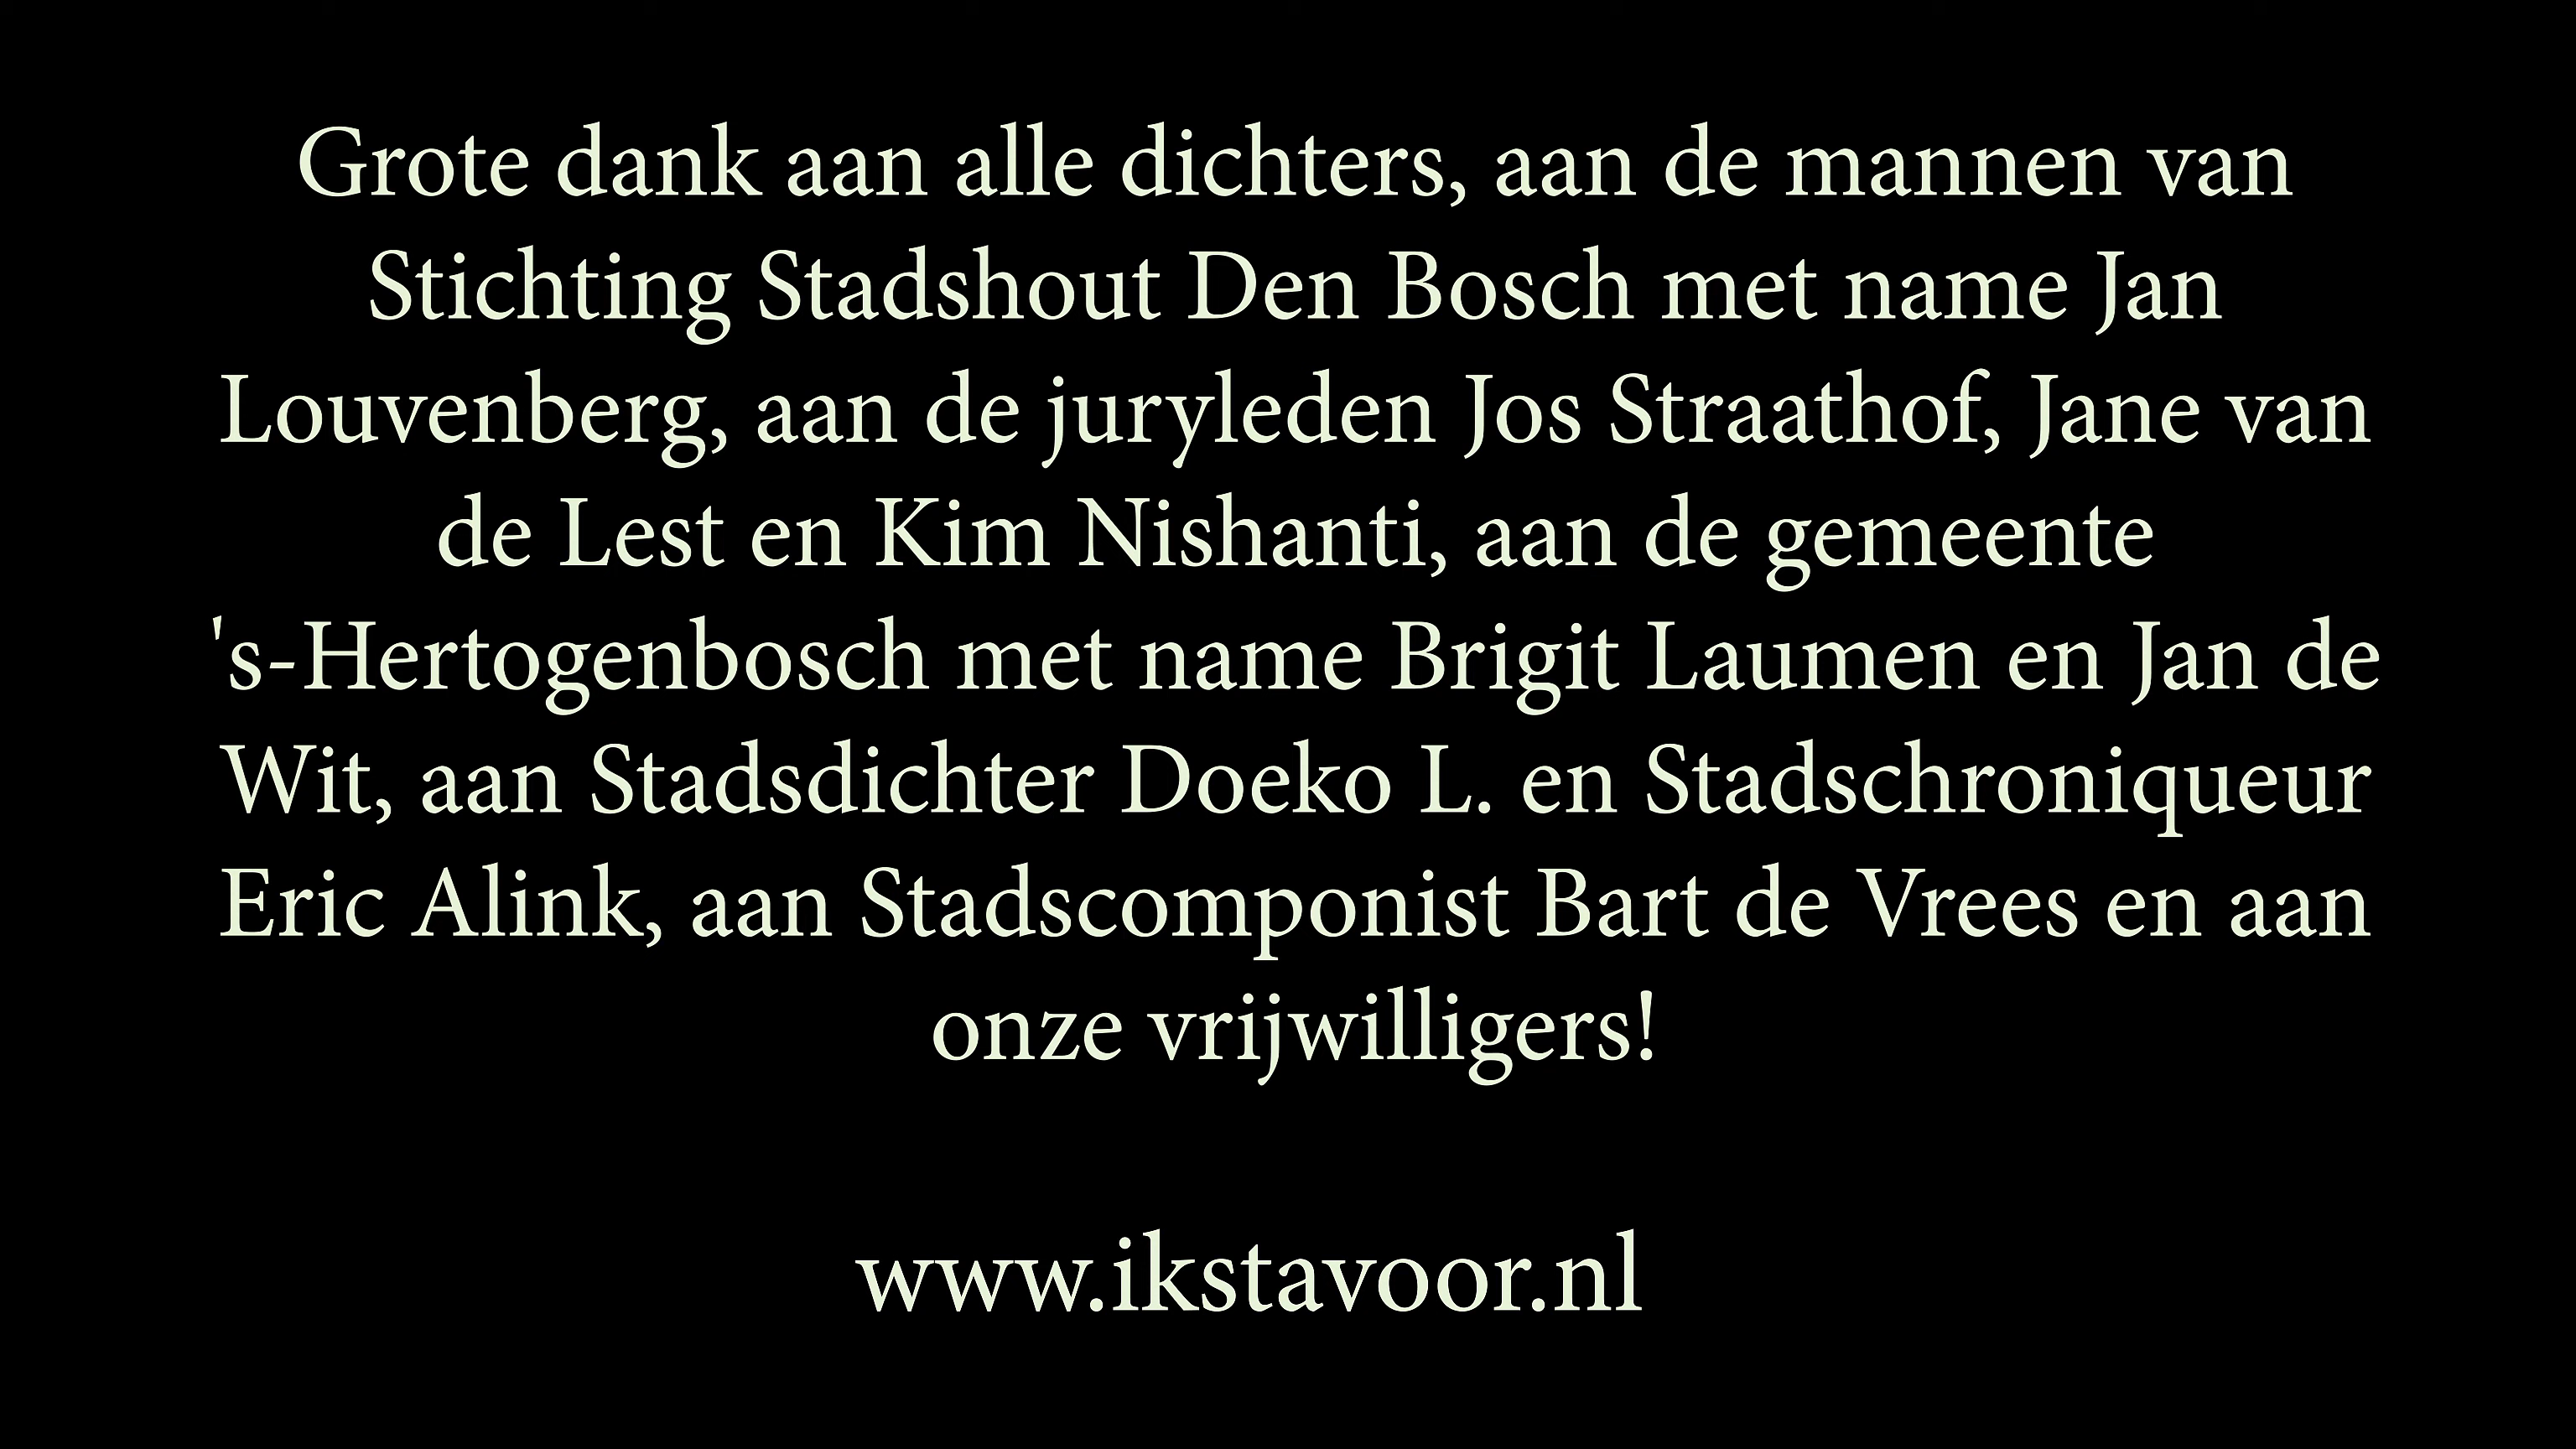 Grote dank aan alle dichters, aan de mannen van
Stichting Stadshout Den Bosch met name Jan
Louvenberg, aan de juryleden Jos Straathof, Jane van
de Lest en Kim Nishanti, aan de gemeente
's-Hertogenbosch met name Brigit Laumen en Jan de
Wit, aan Stadsdichter Doeko L. en Stadschroniqueur
Eric Alink, aan Stadscomponist Bart de Vrees en aan
onze vrijwilligers!
www.ikstavoor.nl